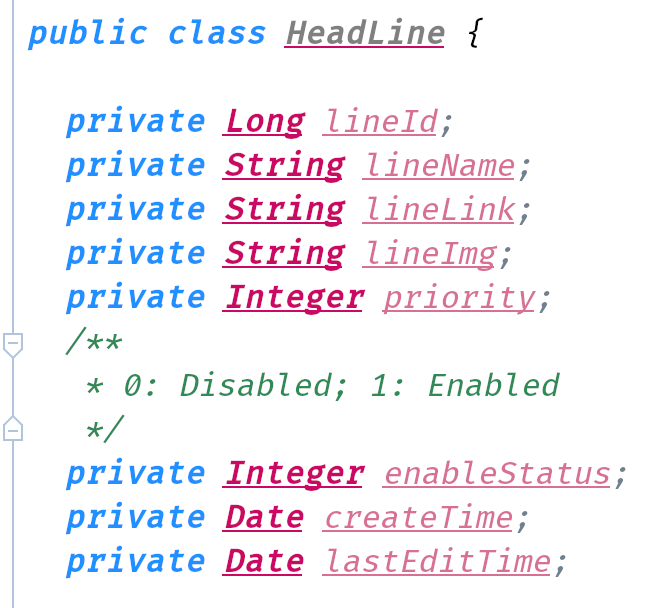 public class HeadLine {
private Long lineId;
private String lineName;
private String lineLink;
private String lineImg;
private Integer priority;
/**
* 0: Disabled; 1: Enabled
*/
private Integer enableStatus;
private Date createTime;
private Date lastEditTime;